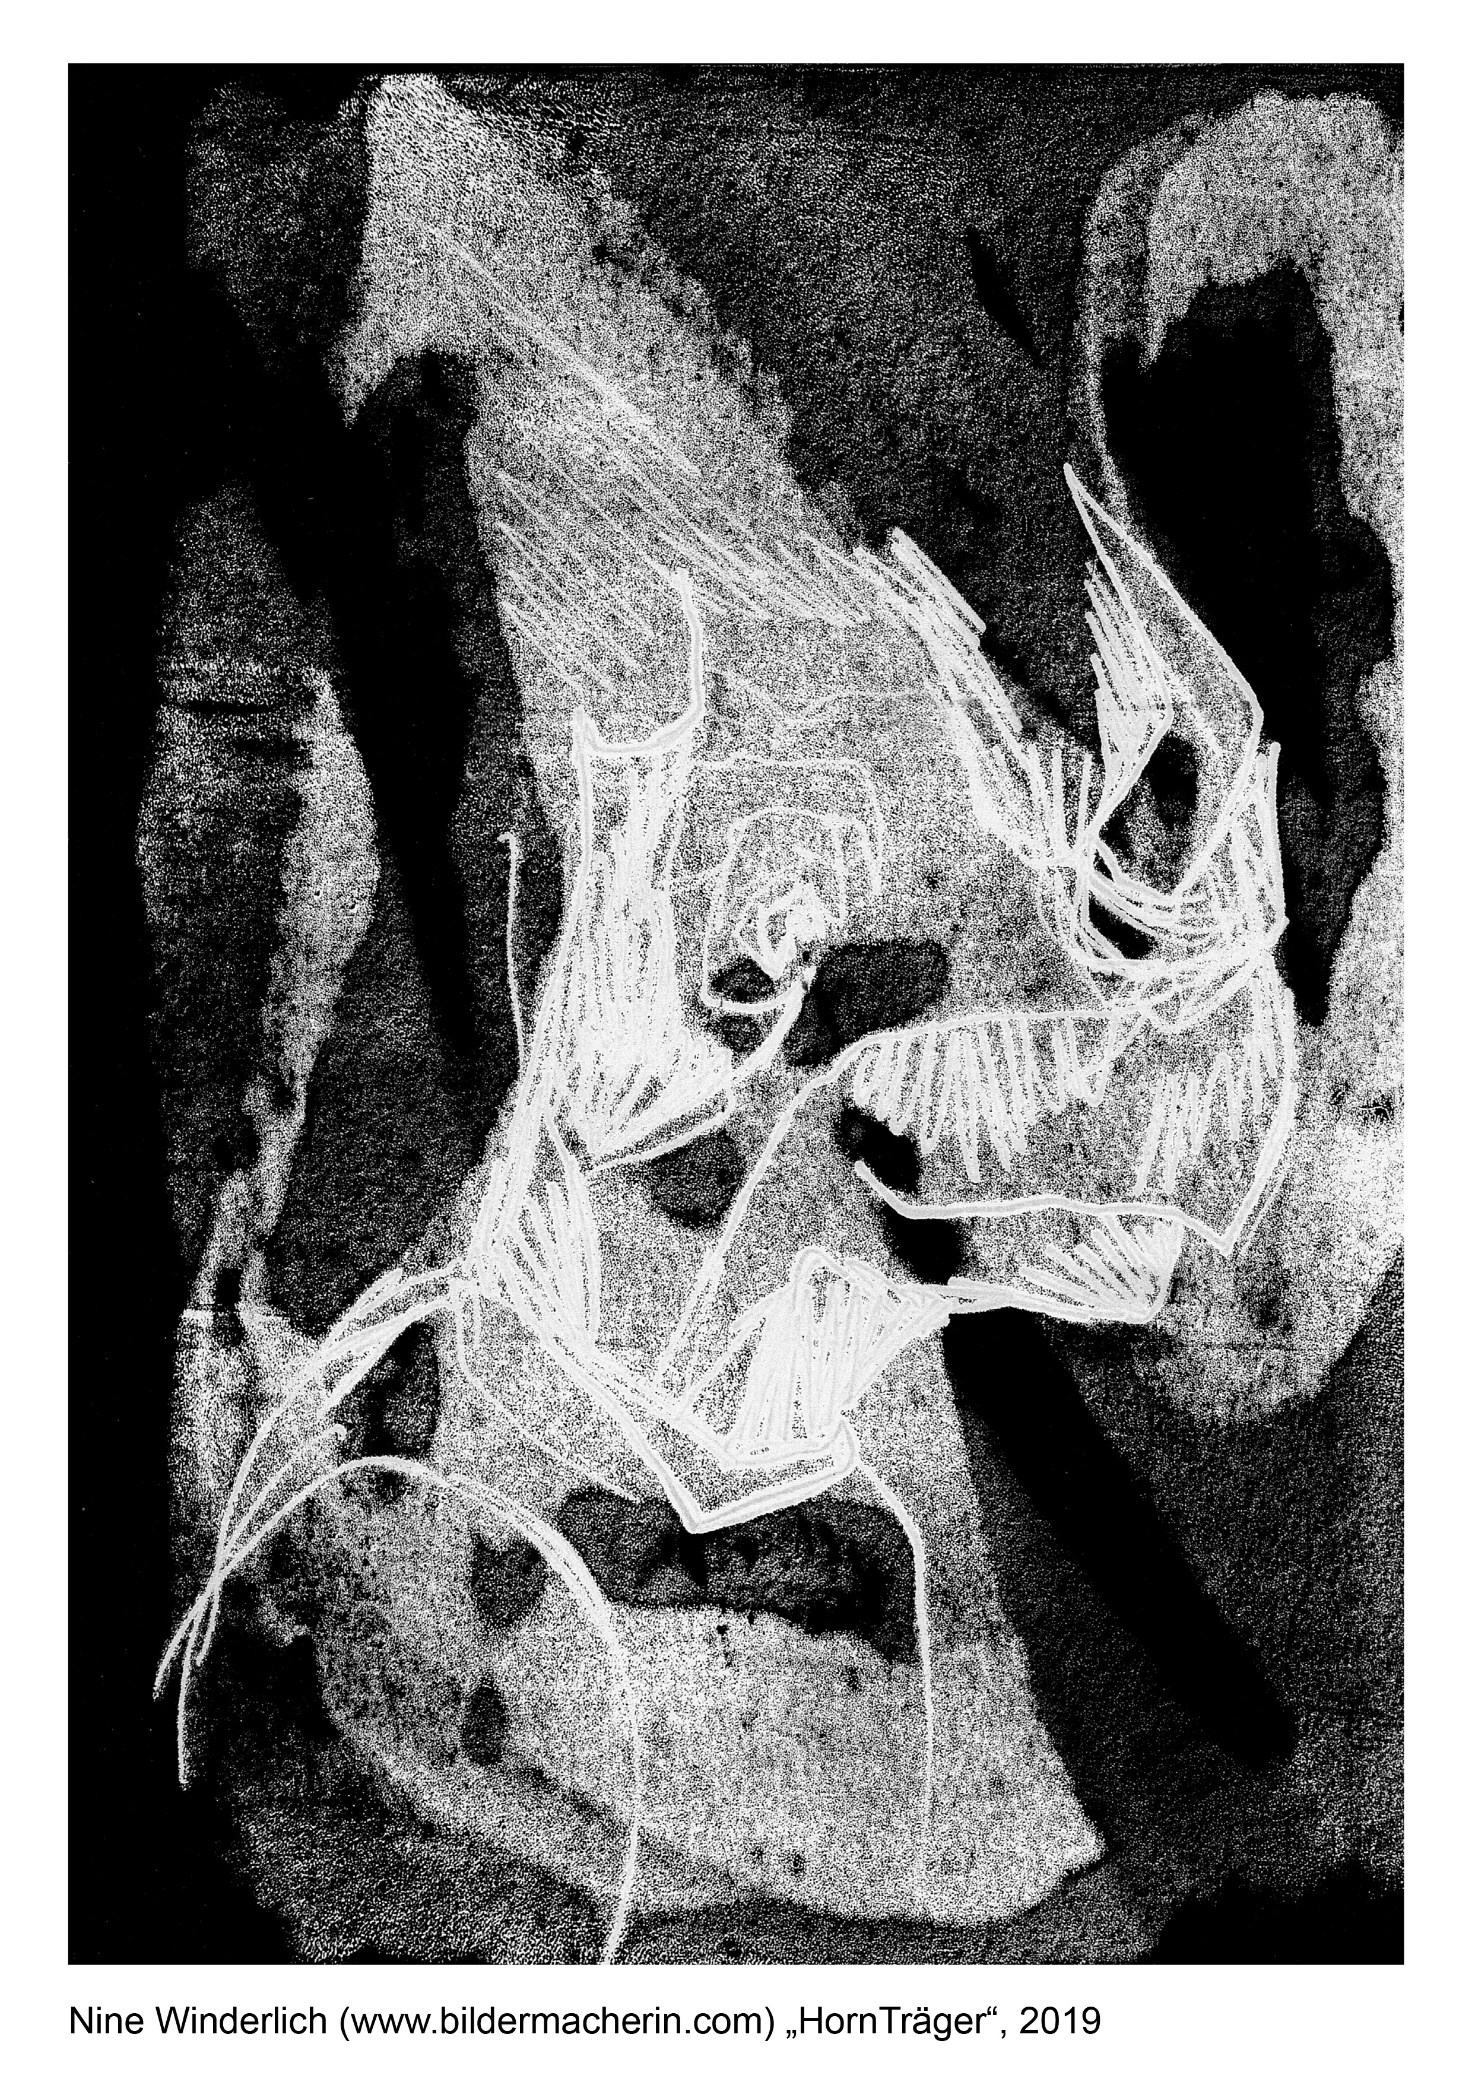 Nine Winderlich (www.bildermacherin.com) „HornTräger“, 2019